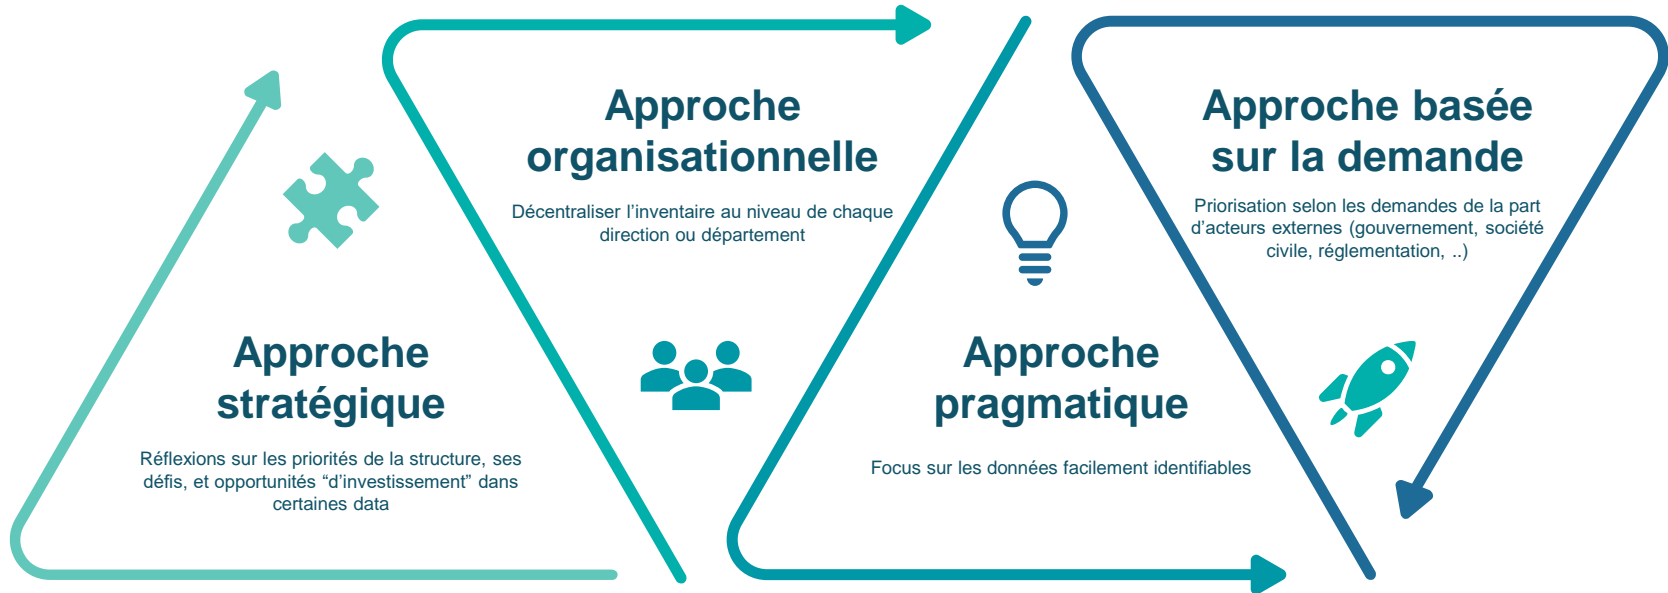 Approche
stratégique
Réflexions sur les priorités de la structure, ses
défis, et opportunités “d’investissement” dans
certaines data
Approche
organisationnelle
Décentraliser l’inventaire au niveau de chaque
direction ou département
Approche
pragmatique
Focus sur les données facilement identifiables
Approche basée
sur la demande
Priorisation selon les demandes de la part
d’acteurs externes (gouvernement, société
civile, réglementation, ..)